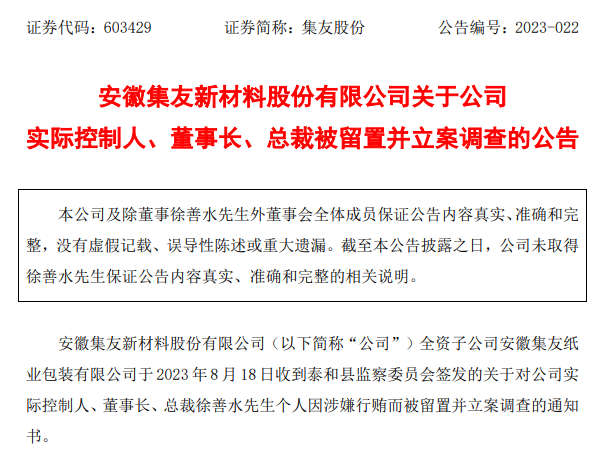 证券代码：603429 证券简称：集友股份 公告编号：2023-022
安徽集友新材料股份有限公司关于公司
实际控制人、董事长、总裁被留置并立案调查的公告
本公司及除董事徐善水先生外董事会全体成员保证公告内容真实、准确和完
整，没有虚假记载、误导性陈述或重大遗漏。截至本公告披露之日，公司未取得
徐善水先生保证公告内容真实、准确和完整的相关说明。
安徽集友新材料股份有限公司（以下简称“公司”）全资子公司安徽集友纸
业包装有限公司于 2023 年 8 月 18 日收到泰和县监察委员会签发的关于对公司实
际控制人、董事长、总裁徐善水先生个人因涉嫌行贿而被留置并立案调查的通知
书。